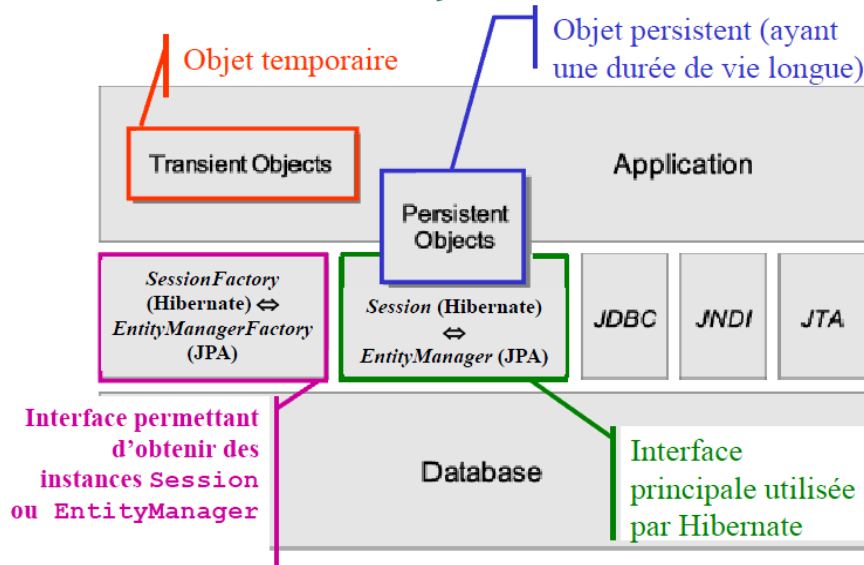 Objet temporaire
Objet persistent (ayant
une durée de vie longue)
Transient Objects
Application
Persistent
Objects
SessionFactory
(Hibernate) ⇔
EntityManagerFactory
(JPA)
Session (Hibernate)
⇔
EntityManager (JPA)
JDBC
JNDI
JTA
Interface permettant
d'obtenir des
instances Session
ou EntityManager
Database
Interface
principale utilisée
par Hibernate